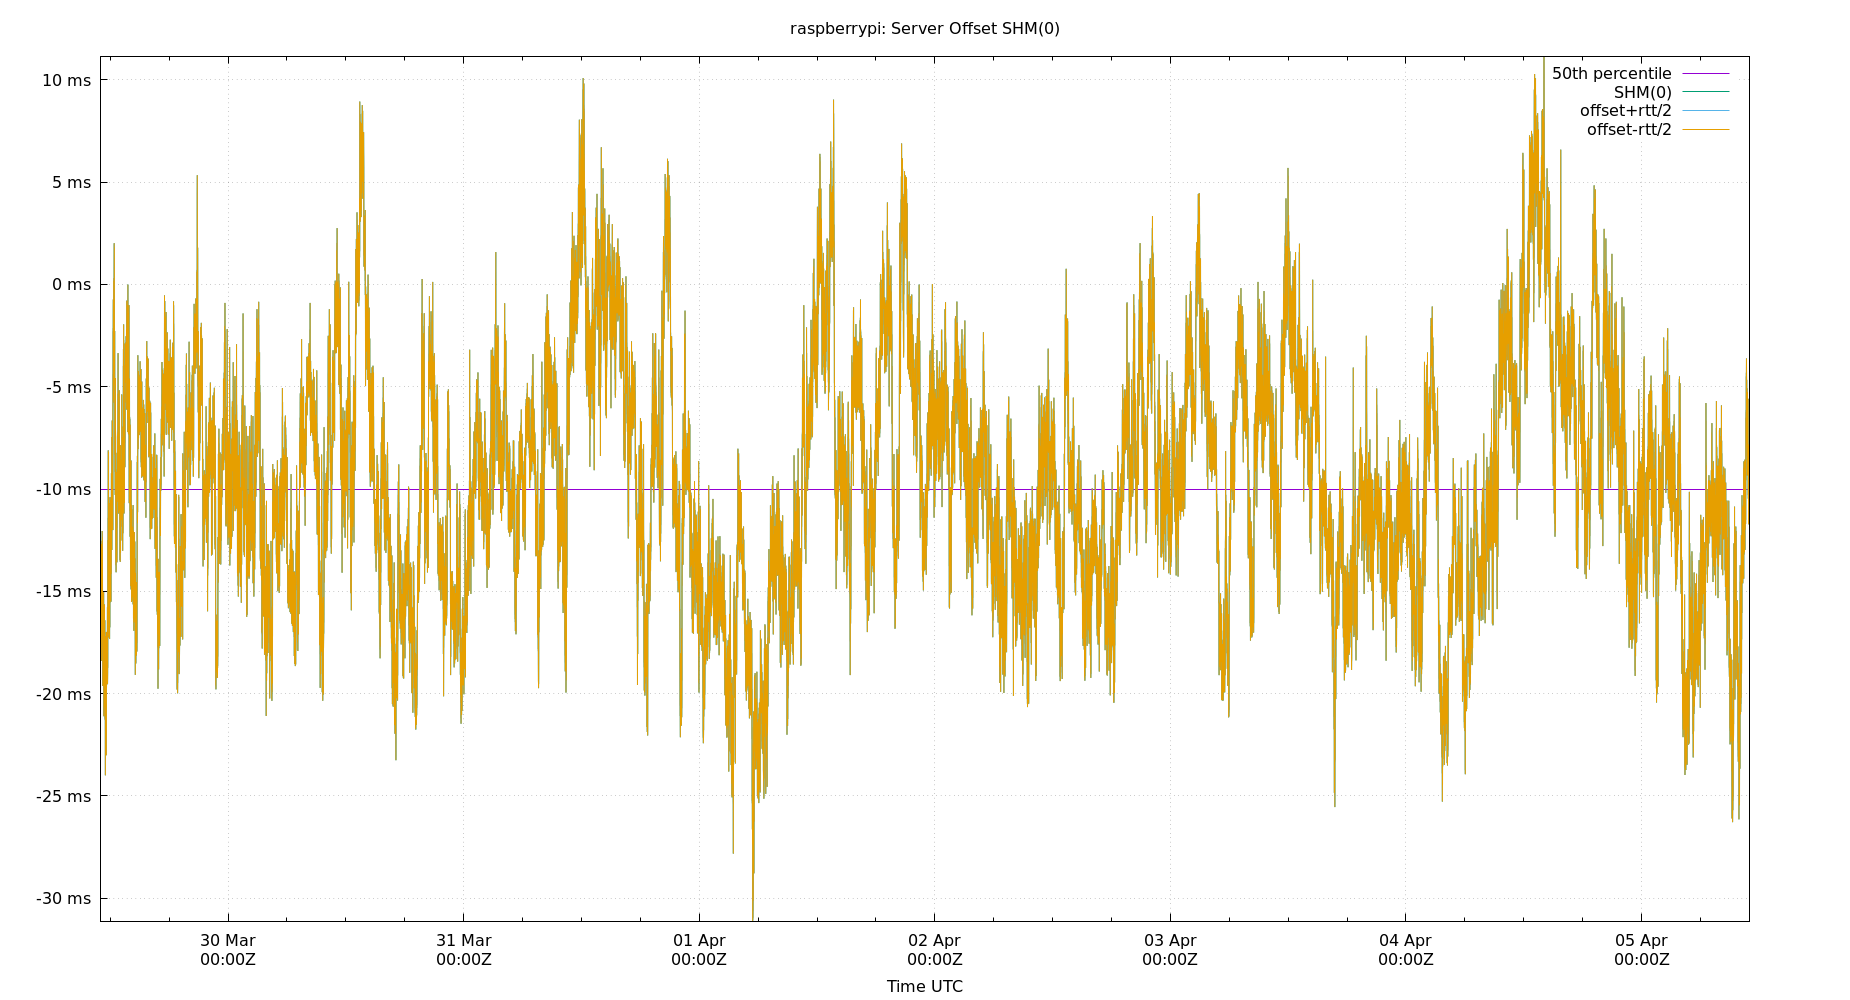 raspberrypi: Server Offset SHM(0)
50th percentile
SHM(0)
offset+rtt/2
offset-rtt/2
10 ms
5 ms
0 ms
-5 ms
-10 ms
-15 ms
-20 ms
-25 ms
-30 ms
30 Mar 31 Mar 01 Apr 02 Apr 03 Apr 04 Apr 05 Apr
00:00Z 00:00Z 00:00Z 00:00Z 00:00Z 00:00Z 00:00Z
Time UTC